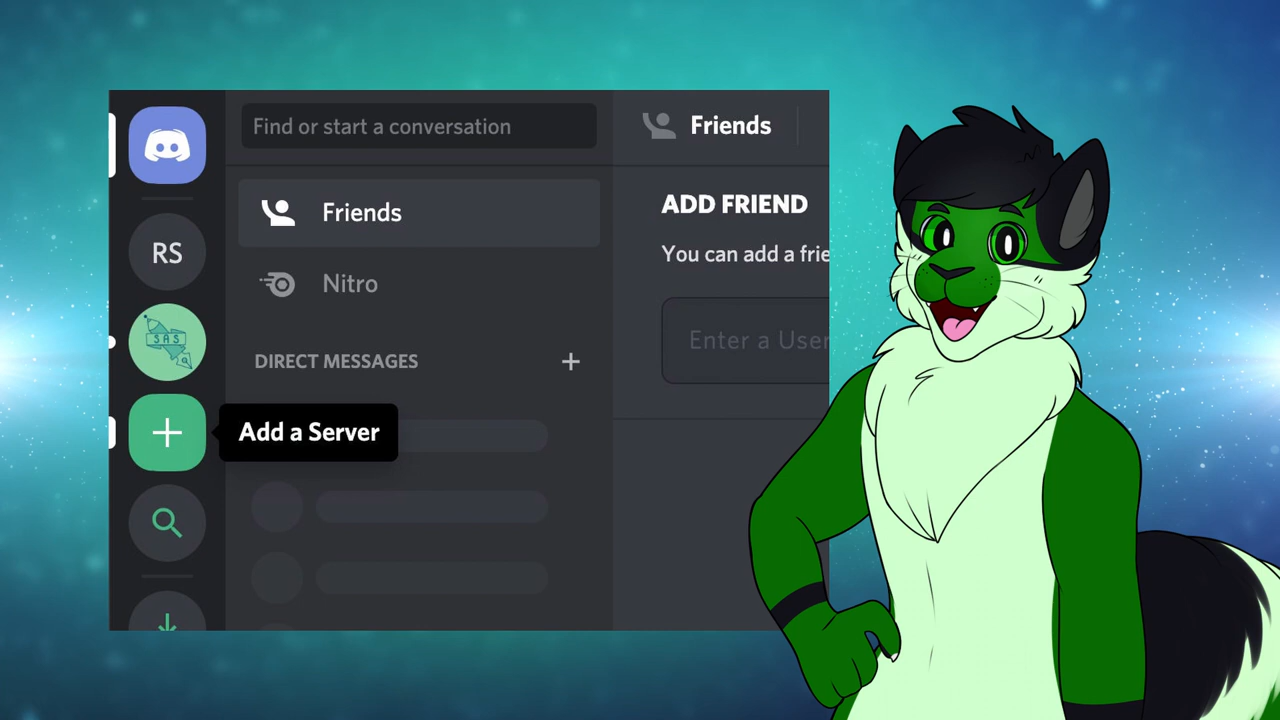 Find or start a conversation
Friends
RS
Friends
ADD FRIEND
You can add a frie
Nitro
Enter a User
SAS
DIRECT MESSAGES
Add a Server